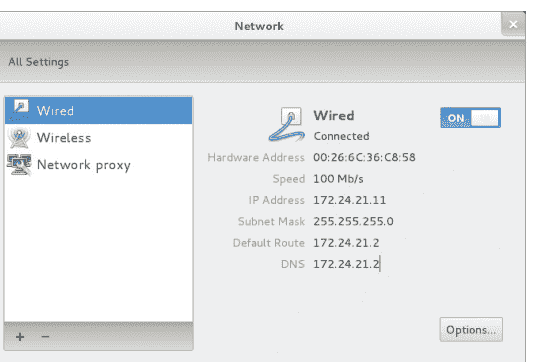 Network
All Settings
Wired
Wireless
Network proxy
Wired
Connected
ON
Hardware Address 00:26:6C:36:C8:58
Speed 100 Mb/s
IP Address 172.24.21.11
Subnet Mask 255.255.255.0
Default Route 172.24.21.2
DNS 172.24.21.2
Options...